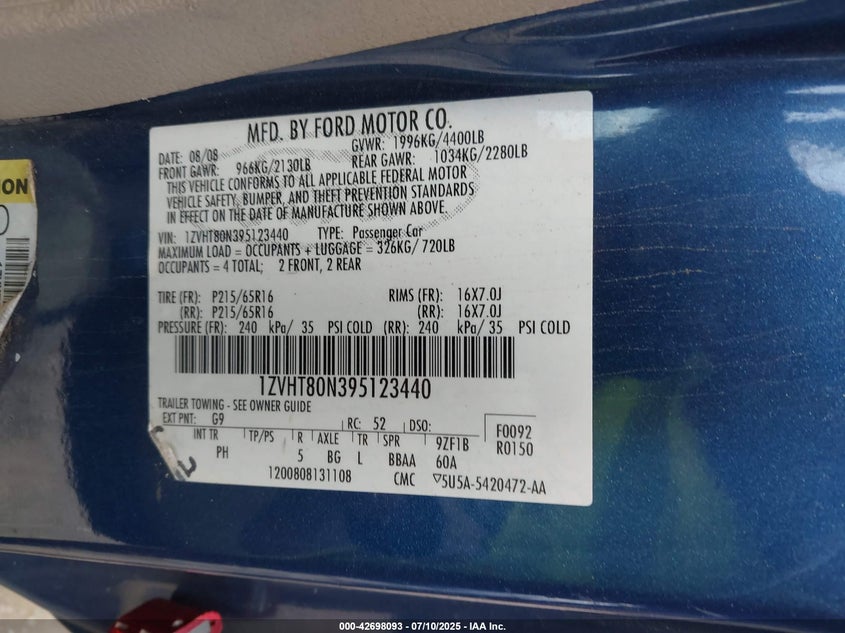 MFD. BY FORD MOTOR CO.
DATE: 08/08 GVWR: 1996KG/4400LB
FRONT GAWR: 966KG/2130LB REAR GAWR: 1034KG/2280LB
THIS VEHICLE CONFORMS TO ALL APPLICABLE FEDERAL MOTOR
VEHICLE SAFETY, BUMPER, AND THEFT PREVENTION STANDARDS
IN EFFECT ON THE DATE OF MANUFACTURE SHOWN ABOVE.
VIN: 1ZVHT80N395123440 TYPE: Passenger Car
MAXIMUM LOAD = OCCUPANTS + LUGGAGE = 326KG/720LB
OCCUPANTS = 4 TOTAL; 2 FRONT, 2 REAR
TIRE (FR): P215/65R16 RIMS (FR): 16X7.0J
(RR): P215/65R16 (RR): 16X7.0J
PRESSURE (FR): 240 kPa/ 35 PSI COLD (RR): 240 kPa/ 35 PSI COLD
1ZVHT80N395123440
TRAILER TOWING - SEE OWNER GUIDE
EXT PNT: G9 RC: 52 DSO: F0092
INT TR TP/PS R AXLE TR SPR 9ZF1B R0150
PH 5 BG L BBAA 60A
1200808131108 CMC ▽5U5A-5420472-AA
000-42698093 - 07/10/2025 - IAA Inc.